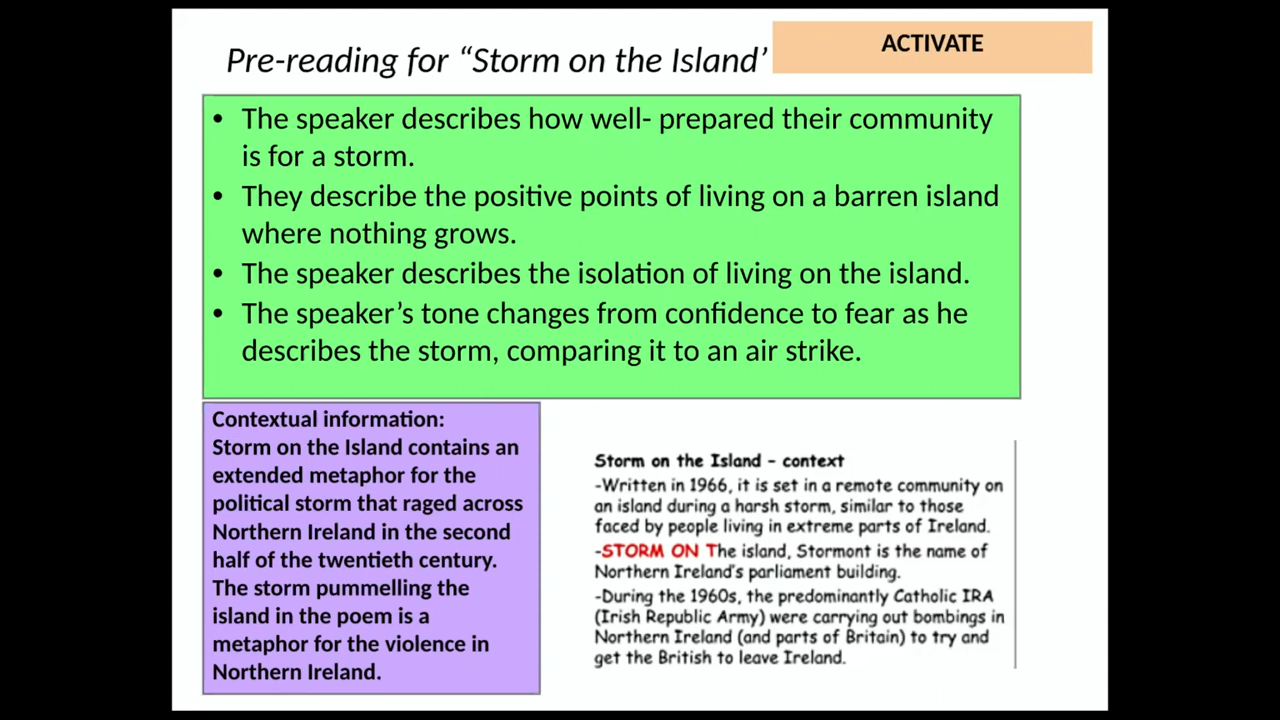 Pre-reading for “Storm on the Island’
ACTIVATE
• The speaker describes how well- prepared their community
is for a storm.
• They describe the positive points of living on a barren island
where nothing grows.
• The speaker describes the isolation of living on the island.
• The speaker’s tone changes from confidence to fear as he
describes the storm, comparing it to an air strike.
Contextual information:
Storm on the Island contains an
extended metaphor for the
political storm that raged across
Northern Ireland in the second
half of the twentieth century.
The storm pummelling the
island in the poem is a
metaphor for the violence in
Northern Ireland.
Storm on the Island – context
-Written in 1966, it is set in a remote community on
an island during a harsh storm, similar to those
faced by people living in extreme parts of Ireland.
-STORM ON The island, Stormont is the name of
Northern Ireland's parliament building.
-During the 1960s, the predominantly Catholic IRA
(Irish Republic Army) were carrying out bombings in
Northern Ireland (and parts of Britain) to try and
get the British to leave Ireland.